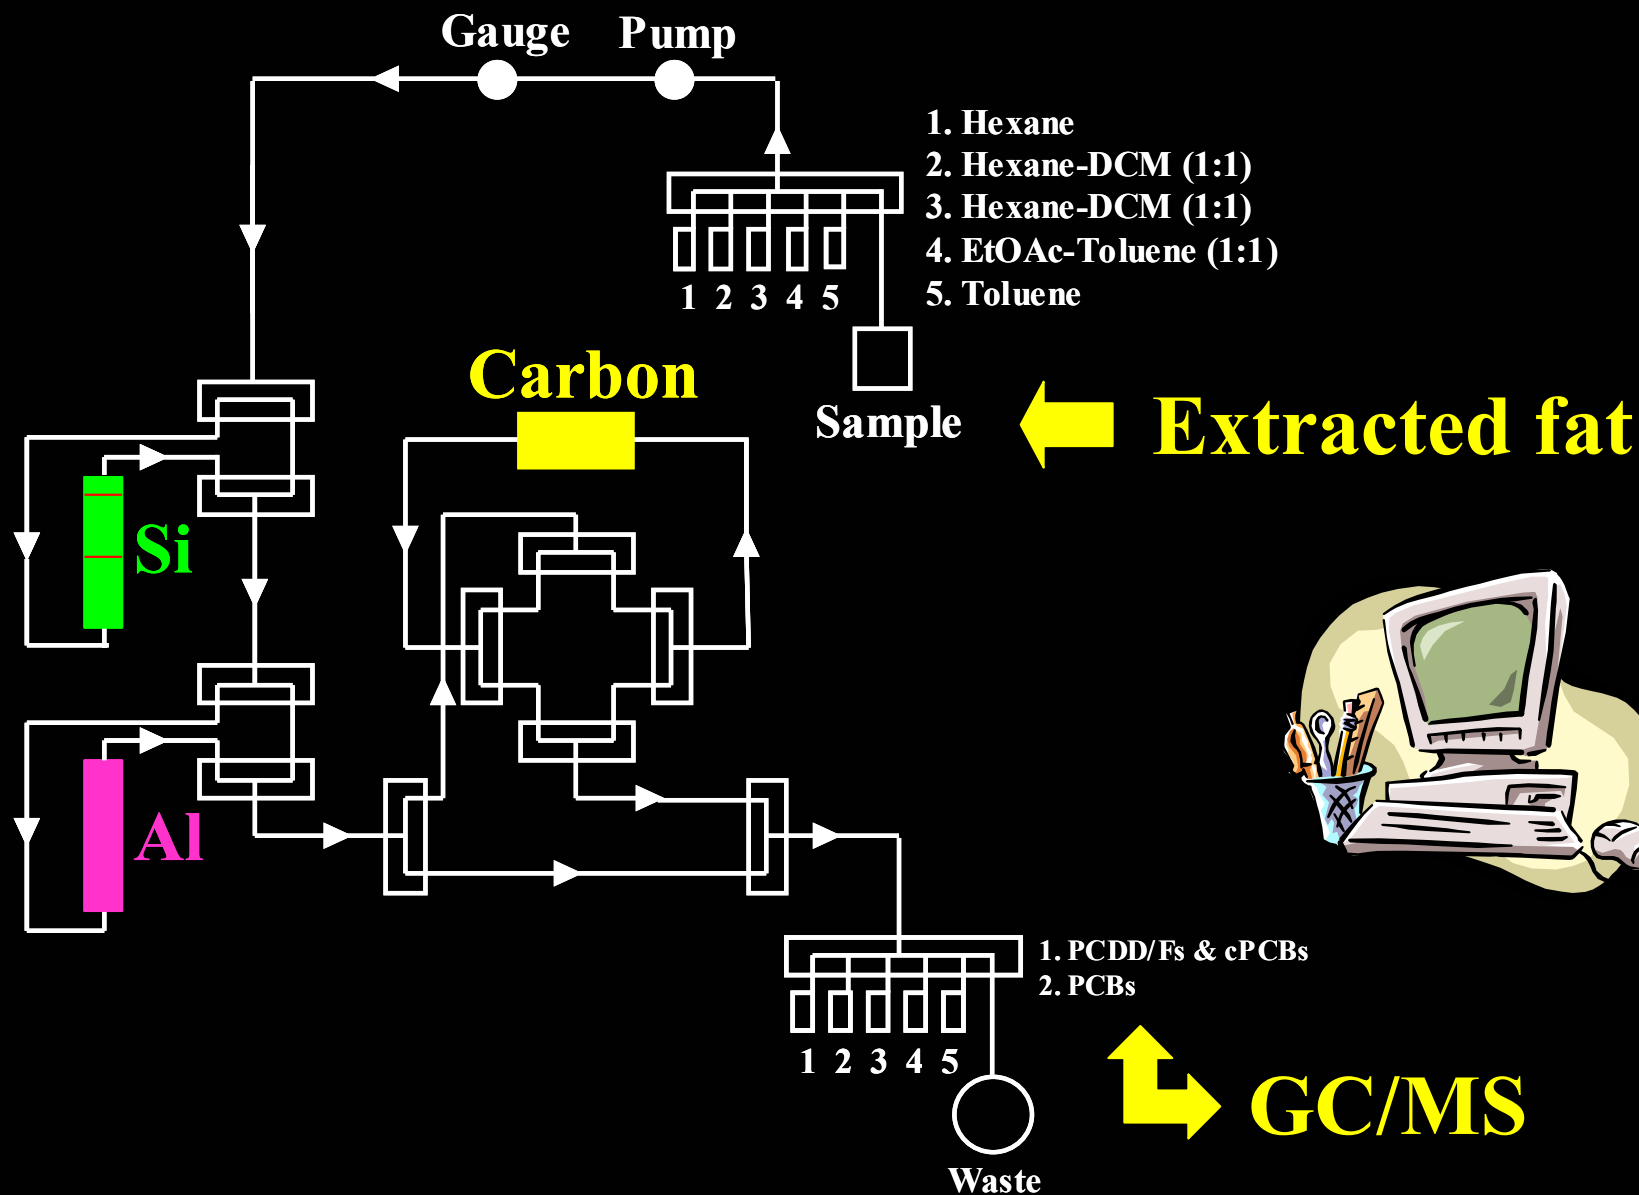 Gauge Pump
1. Hexane
2. Hexane-DCM (1:1)
3. Hexane-DCM (1:1)
4. EtOAc-Toluene (1:1)
5. Toluene
1 2 3 4 5
Carbon
Sample
Extracted fat
Si
Al
1. PCDD/Fs & cPCBs
2. PCBs
1 2 3 4 5
GC/MS
Waste